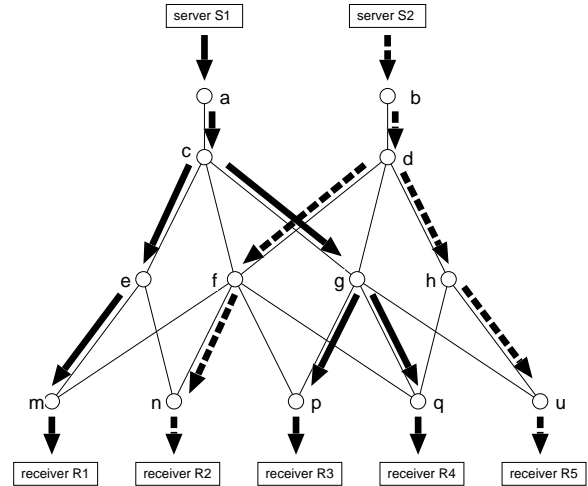 server S1
server S2
a
b
c
d
e
f
g
h
m
n
p
q
u
receiver R1
receiver R2
receiver R3
receiver R4
receiver R5